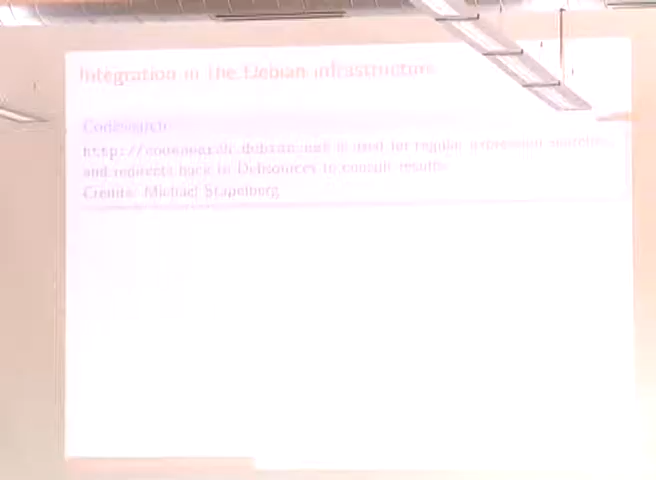 Integration in the Debian infrastructure
Codesearch
http://codesearch.debian.net is used for regular expression searches,
and redirects back to Debsources to consult results.
Credits: Michael Stapelberg